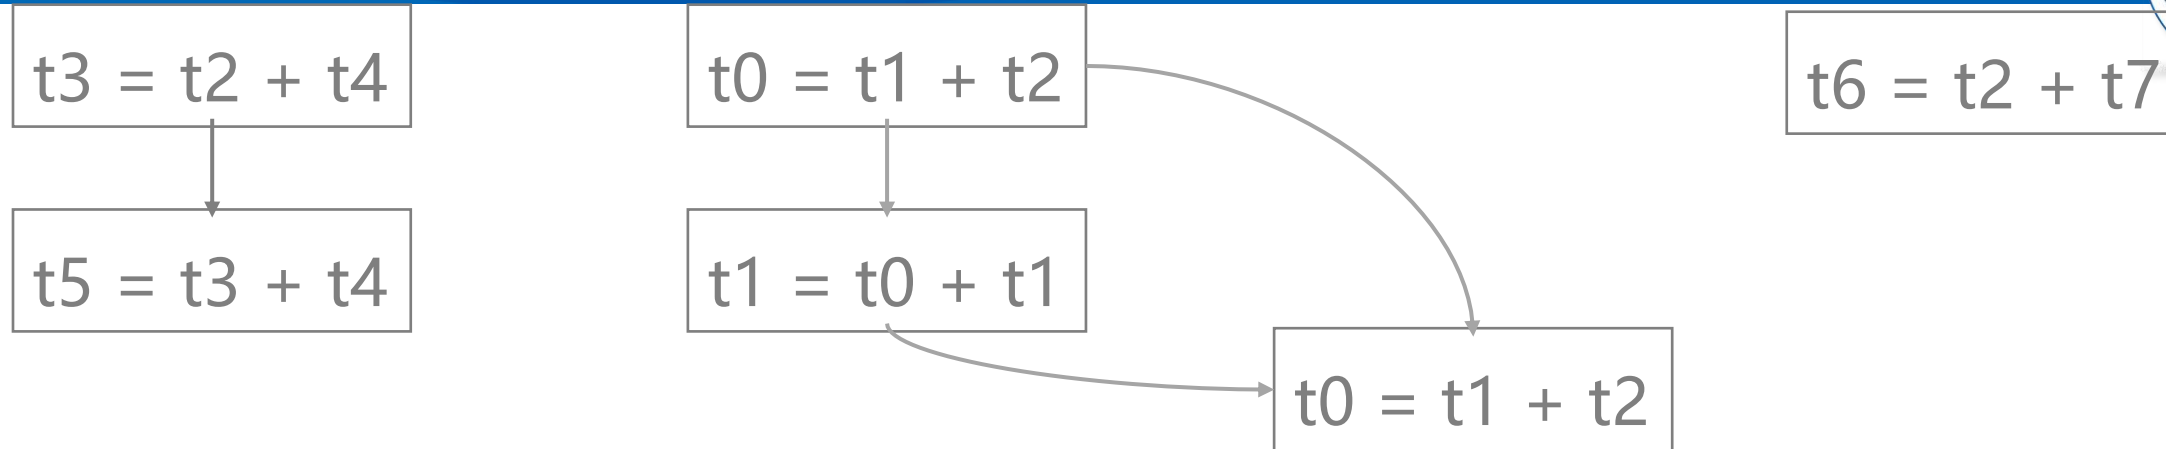 t3 = t2 + t4
t0 = t1 + t2
t6 = t2 + t7
t5 = t3 + t4
t1 = t0 + t1
t0 = t1 + t2